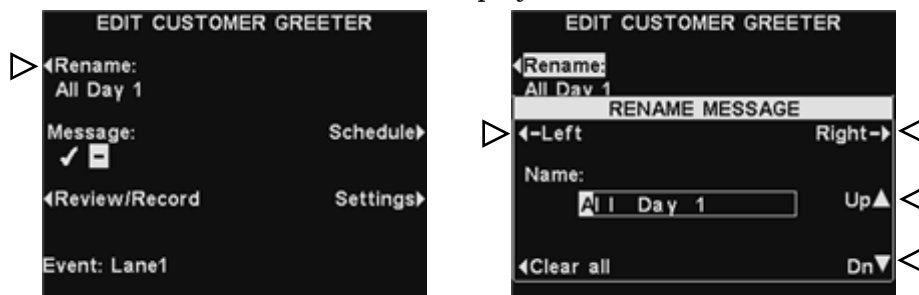 EDIT CUSTOMER GREETER
◀Rename:
All Day 1
Message: Schedule▶
✓ –
◀Review/Record Settings▶
Event: Lane1
EDIT CUSTOMER GREETER
◀Rename:
All Day 1
RENAME MESSAGE
◀–Left Right–▶
Name:
All Day 1
Up▲
◀Clear all Dn▼